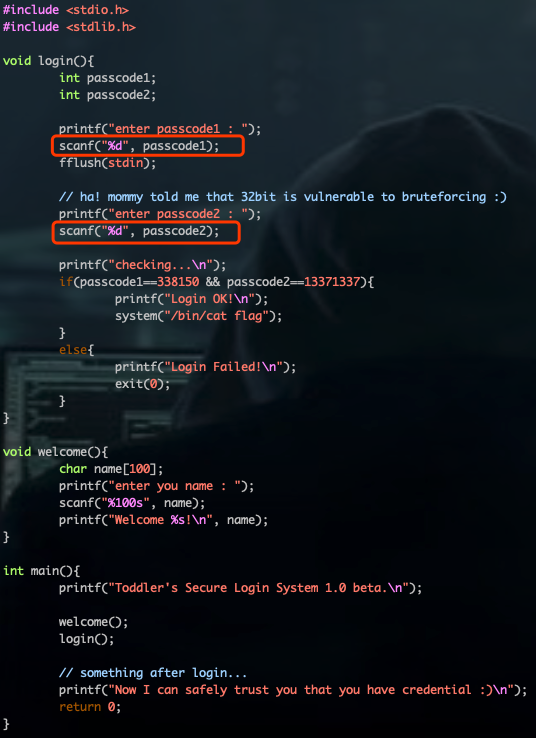 #include <stdio.h>
#include <stdlib.h>

void login(){
        int passcode1;
        int passcode2;

        printf("enter passcode1 : ");
        scanf("%d", passcode1);
        fflush(stdin);

        // ha! mommy told me that 32bit is vulnerable to bruteforcing :)
        printf("enter passcode2 : ");
        scanf("%d", passcode2);

        printf("checking...\n");
        if(passcode1==338150 && passcode2==13371337){
                printf("Login OK!\n");
                system("/bin/cat flag");
        }
        else{
                printf("Login Failed!\n");
                exit(0);
        }
}

void welcome(){
        char name[100];
        printf("enter you name : ");
        scanf("%100s", name);
        printf("Welcome %s!\n", name);
}

int main(){
        printf("Toddler's Secure Login System 1.0 beta.\n");

        welcome();
        login();

        // something after login...
        printf("Now I can safely trust you that you have credential :)\n");
        return 0;
}